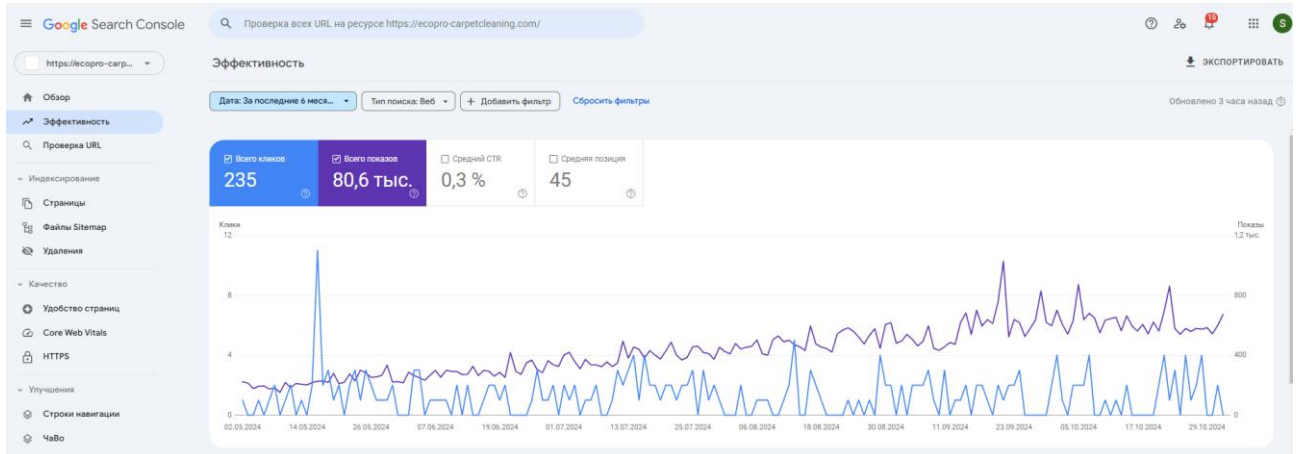 Google Search Console
Проверка всех URL на ресурсе https://ecopro-carpetcleaning.com/
15
S
https://ecopro-carp...
Эффективность
ЭКСПОРТИРОВАТЬ
Обзор
Эффективность
Проверка URL
Дата: За последние 6 меся...
Тип поиска: Веб
+ Добавить фильтр
Сбросить фильтры
Обновлено 3 часа назад
Индексирование
Страницы
Файлы Sitemap
Удаления
Качество
Удобство страниц
Core Web Vitals
HTTPS
Улучшения
Строки навигации
ЧаВо
Всего кликов
235
Всего показов
80,6 тыс.
Средний CTR
0,3 %
Средняя позиция
45
Клики
12
8
4
0
Показы
1,2 тыс.
800
400
0
02.05.2024 14.05.2024 26.05.2024 07.06.2024 19.06.2024 01.07.2024 13.07.2024 25.07.2024 06.08.2024 18.08.2024 30.08.2024 11.09.2024 23.09.2024 05.10.2024 17.10.2024 29.10.2024